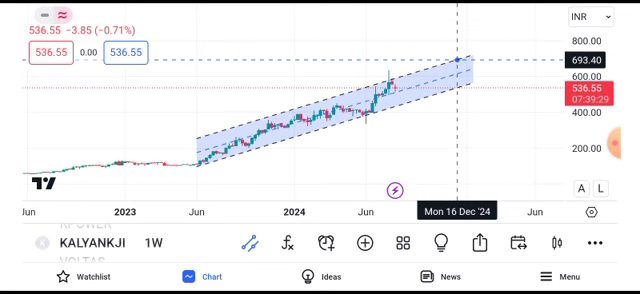 INR
536.55 −3.85 (−0.71%)
536.55 0.00 536.55
800.00
693.40
600.00
536.55
07:39:29
400.00
200.00
A L
Jun 2023 Jun 2024 Jun Mon 16 Dec '24 Jun
KALYANKJI 1W
VOLTAS
Watchlist Chart Ideas News Menu